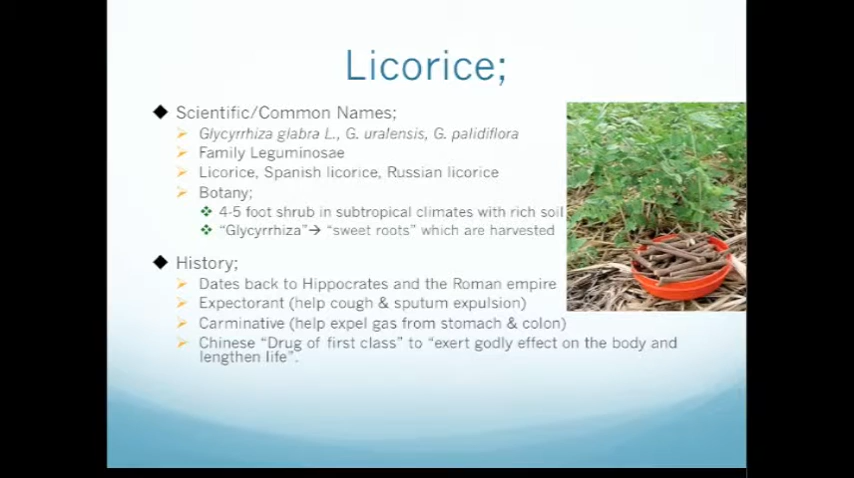 Licorice;
Scientific/Common Names;
Glycyrrhiza glabra L., G. uralensis, G. palidiflora
Family Leguminosae
Licorice, Spanish licorice, Russian licorice
Botany;
4-5 foot shrub in subtropical climates with rich soil
“Glycyrrhiza”→ “sweet roots” which are harvested
History;
Dates back to Hippocrates and the Roman empire
Expectorant (help cough & sputum expulsion)
Carminative (help expel gas from stomach & colon)
Chinese “Drug of first class” to “exert godly effect on the body and
lengthen life”.